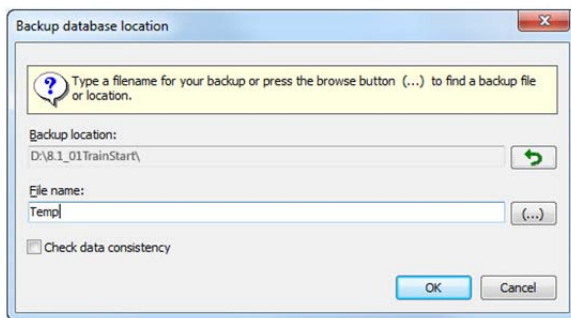 Backup database location
Type a filename for your backup or press the browse button (...) to find a backup file
or location.
Backup location:
D:\8.1_01TrainStart\
File name:
Temp
(...)
Check data consistency
OK Cancel